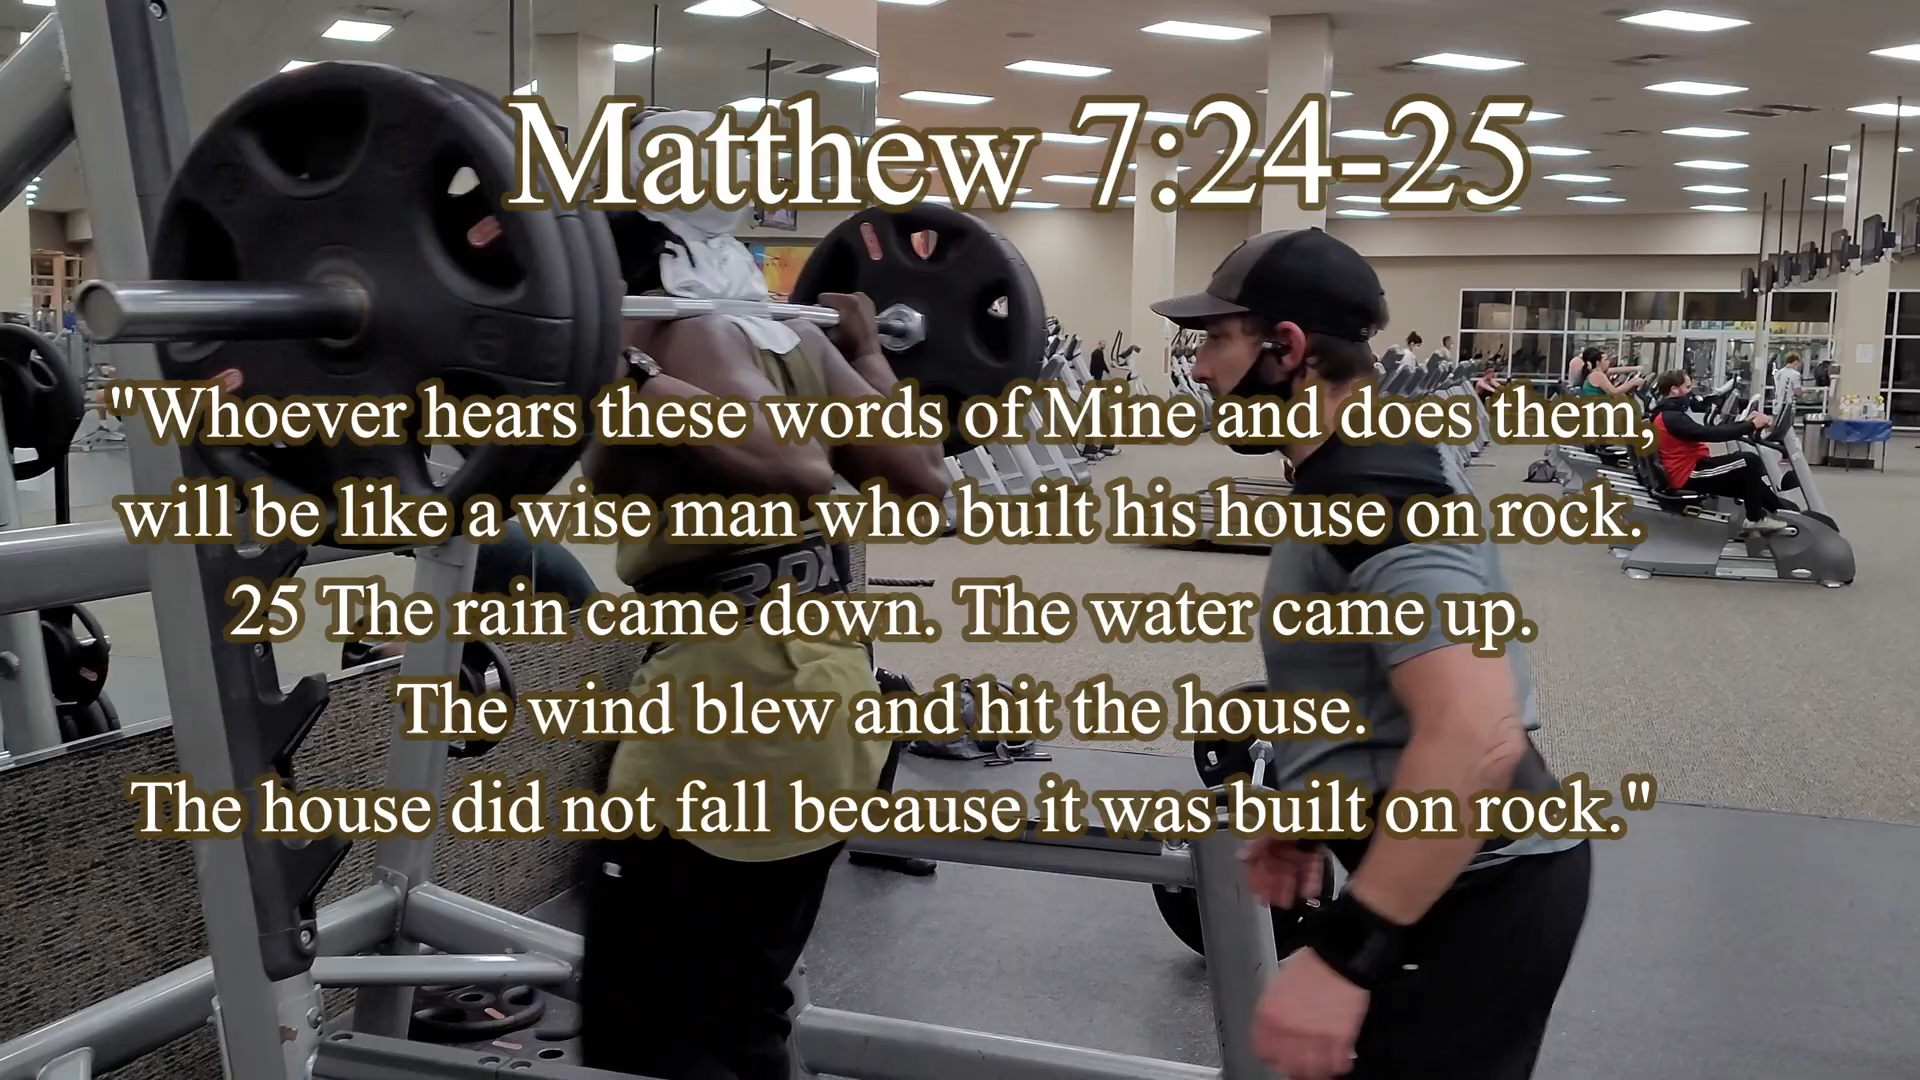 Matthew 7:24-25
"Whoever hears these words of Mine and does them,
will be like a wise man who built his house on rock.
25 The rain came down. The water came up.
The wind blew and hit the house.
The house did not fall because it was built on rock."
RDX